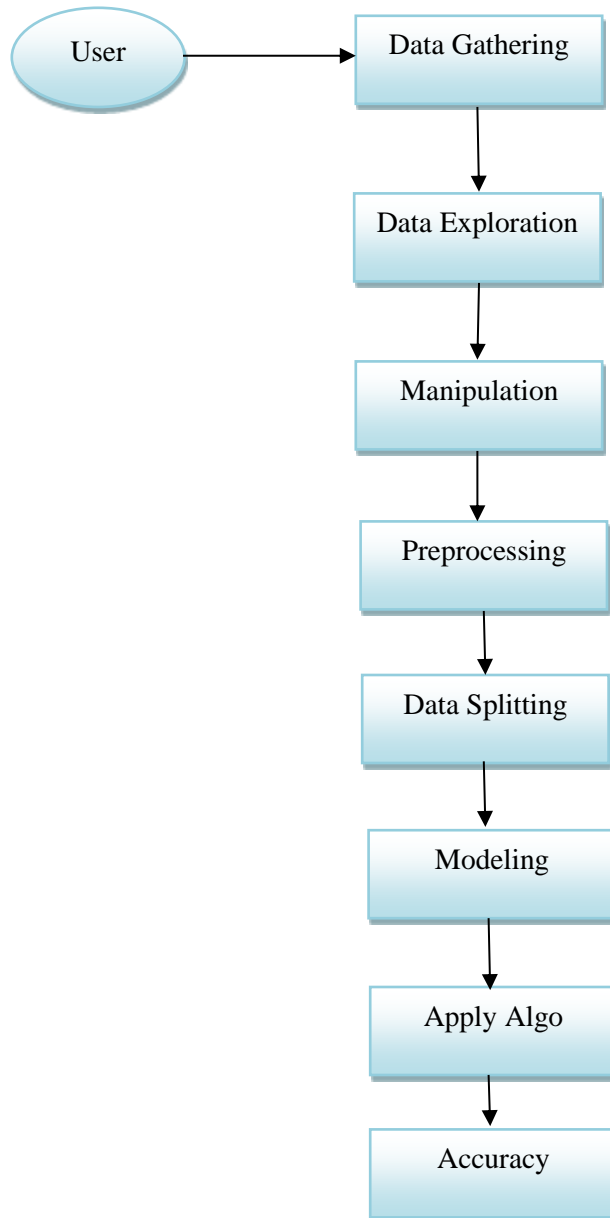 User
Data Gathering
Data Exploration
Manipulation
Preprocessing
Data Splitting
Modeling
Apply Algo
Accuracy